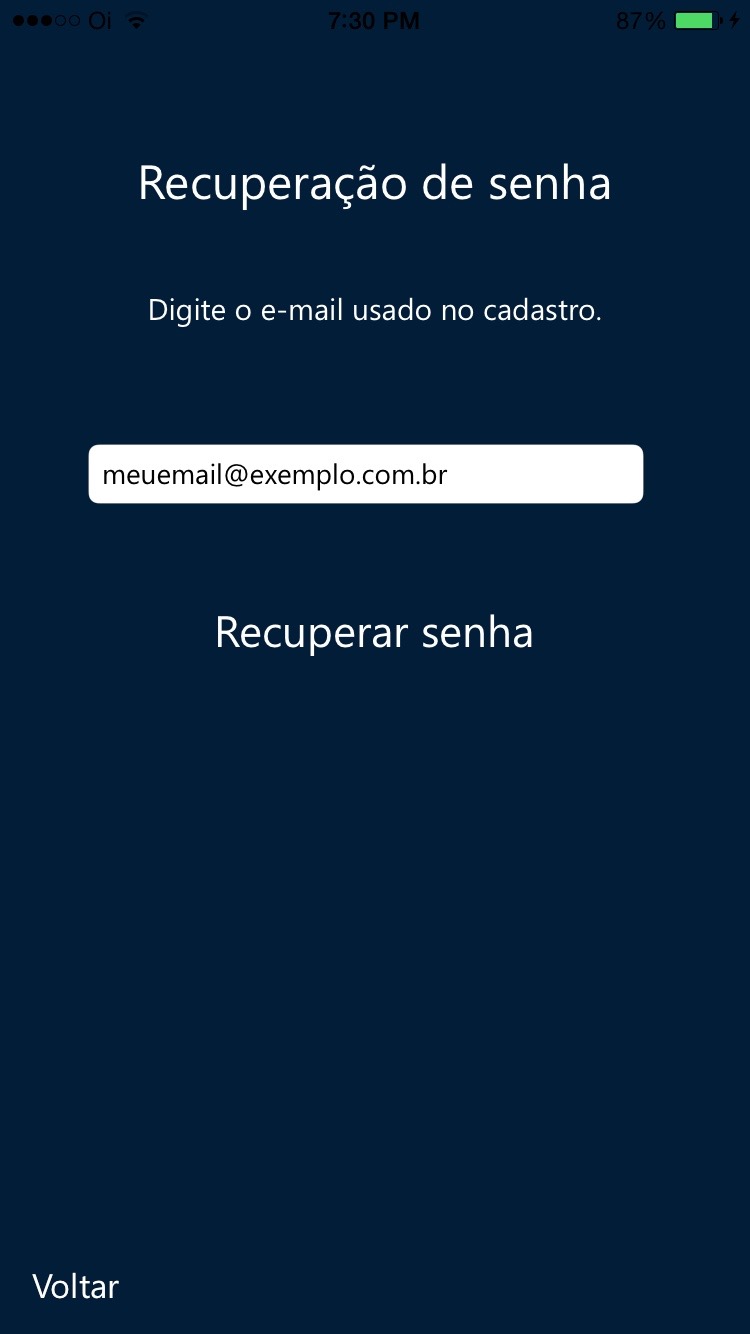 Oi 7:30 PM 87%
Recuperação de senha
Digite o e-mail usado no cadastro.
meuemail@exemplo.com.br
Recuperar senha
Voltar